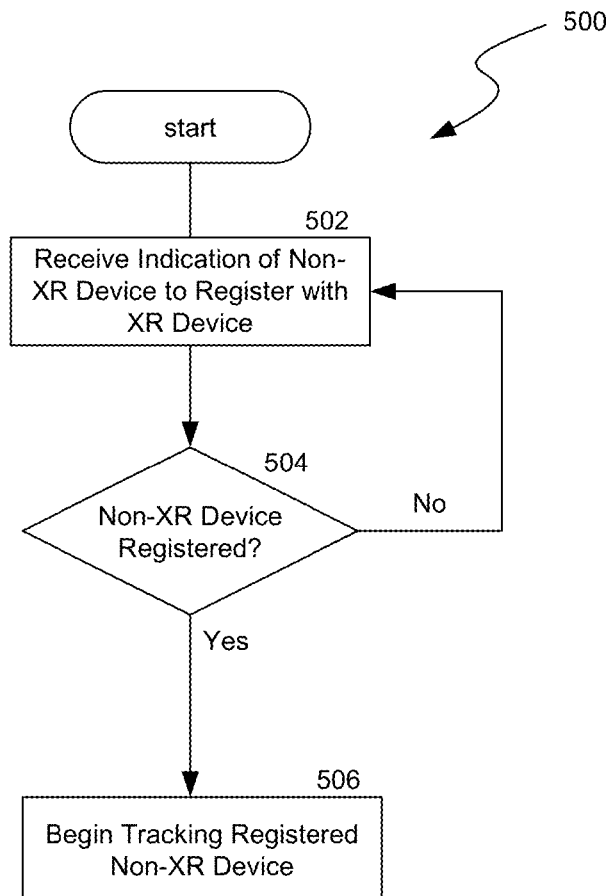 500
start
502
Receive Indication of Non-
XR Device to Register with
XR Device
504
Non-XR Device
Registered?
No
Yes
506
Begin Tracking Registered
Non-XR Device